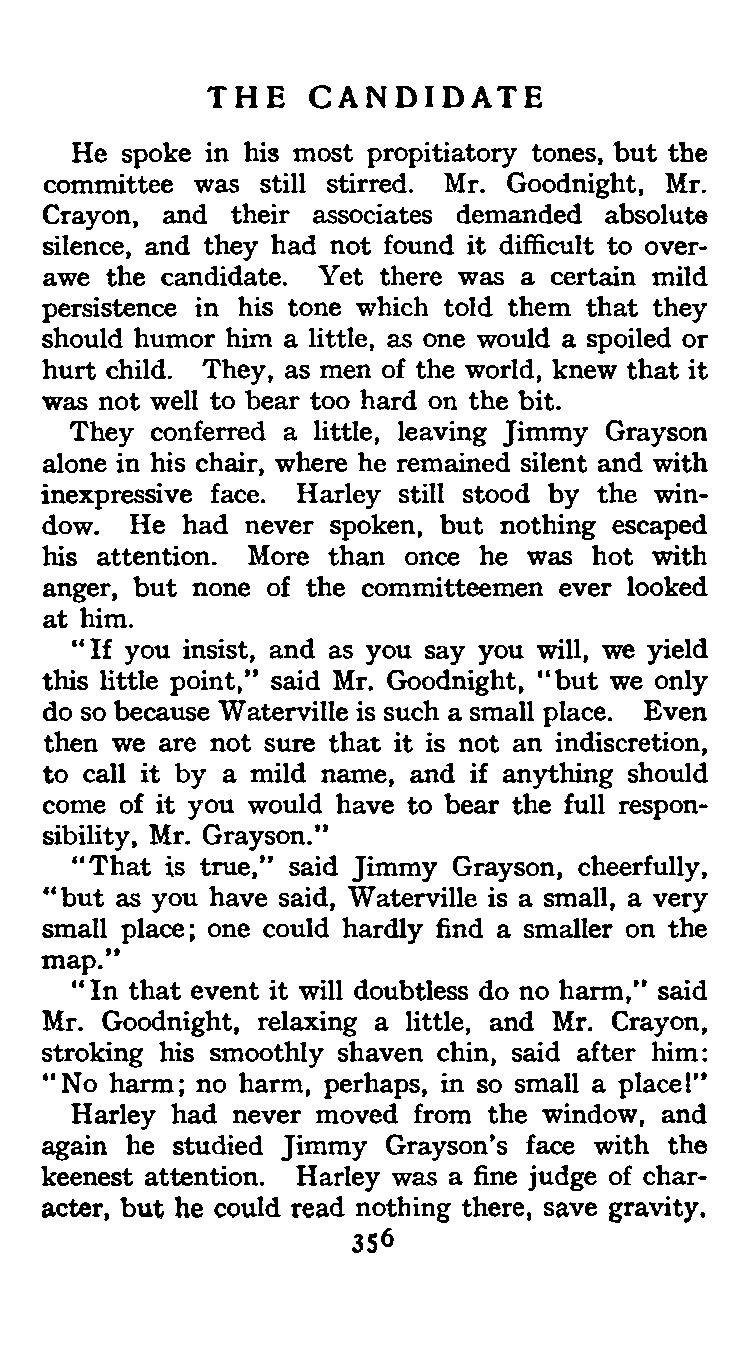 THE CANDIDATE
He spoke in his most propitiatory tones, but the
committee was still stirred. Mr. Goodnight, Mr.
Crayon, and their associates demanded absolute
silence, and they had not found it difficult to over-
awe the candidate. Yet there was a certain mild
persistence in his tone which told them that they
should humor him a little, as one would a spoiled or
hurt child. They, as men of the world, knew that it
was not well to bear too hard on the bit.
They conferred a little, leaving Jimmy Grayson
alone in his chair, where he remained silent and with
inexpressive face. Harley still stood by the win-
dow. He had never spoken, but nothing escaped
his attention. More than once he was hot with
anger, but none of the committeemen ever looked
at him.
"If you insist, and as you say you will, we yield
this little point," said Mr. Goodnight, "but we only
do so because Waterville is such a small place. Even
then we are not sure that it is not an indiscretion,
to call it by a mild name, and if anything should
come of it you would have to bear the full respon-
sibility, Mr. Grayson."
"That is true," said Jimmy Grayson, cheerfully,
"but as you have said, Waterville is a small, a very
small place; one could hardly find a smaller on the
map."
"In that event it will doubtless do no harm," said
Mr. Goodnight, relaxing a little, and Mr. Crayon,
stroking his smoothly shaven chin, said after him:
"No harm; no harm, perhaps, in so small a place!"
Harley had never moved from the window, and
again he studied Jimmy Grayson's face with the
keenest attention. Harley was a fine judge of char-
acter, but he could read nothing there, save gravity.
356